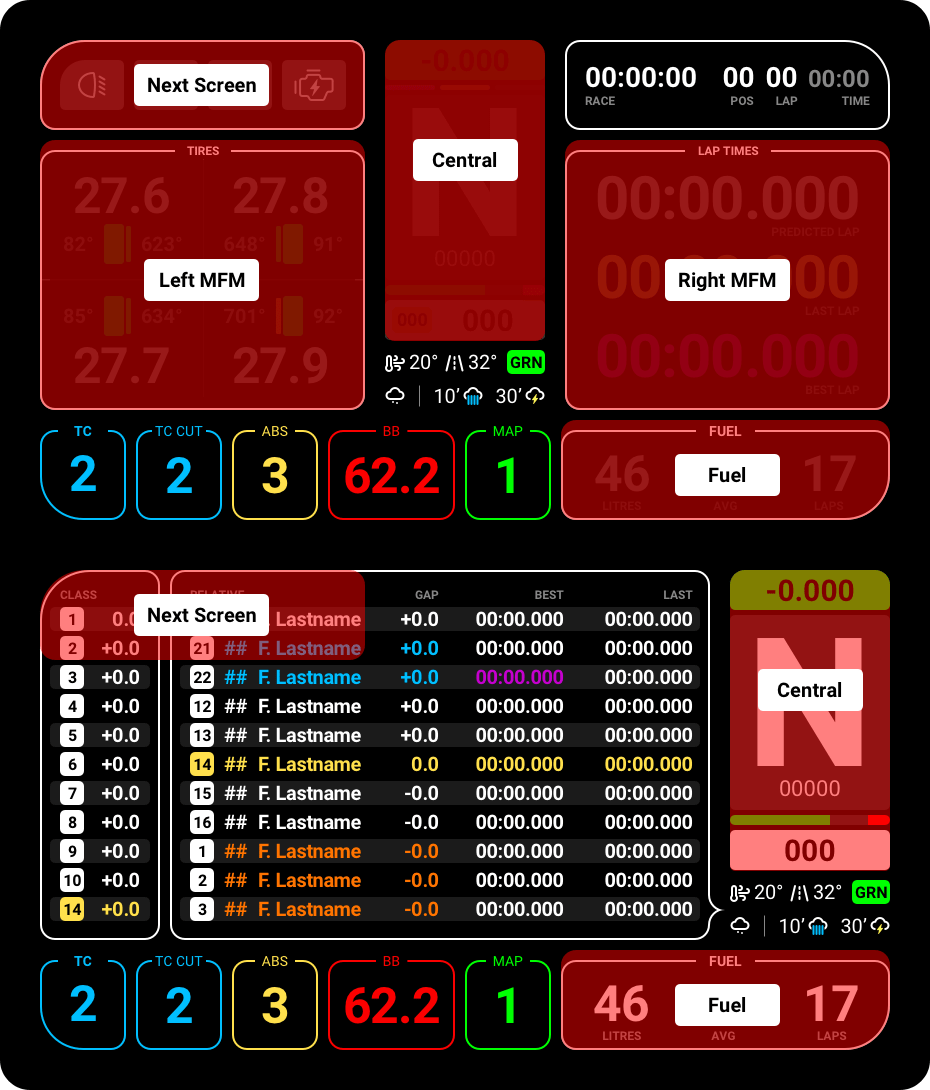 Next Screen
-0.000
N
Central
00000
000 000
00:00:00 00 00 00:00
RACE POS LAP TIME
TIRES
27.6 27.8
82° 623° 648° 91°
Left MFM
85° 634° 701° 92°
27.7 27.9
LAP TIMES
00:00.000
PREDICTED LAP
00 00
Right MFM
LAST LAP
00:00.000
BEST LAP
20° 32° GRN
10’ 30’
TC TC CUT ABS BB MAP FUEL
2 2 3 62.2 1 46 Fuel 17
LITRES AVG LAPS
CLASS RELATIVE GAP BEST LAST
Next Screen
1 0. . Lastname +0.0 00:00.000 00:00.000
2 +0.0 21 ## F. Lastname +0.0 00:00.000 00:00.000
3 +0.0 22 ## F. Lastname +0.0 00:00.000 00:00.000
4 +0.0 12 ## F. Lastname +0.0 00:00.000 00:00.000
5 +0.0 13 ## F. Lastname +0.0 00:00.000 00:00.000
6 +0.0 14 ## F. Lastname 0.0 00:00.000 00:00.000
7 +0.0 15 ## F. Lastname -0.0 00:00.000 00:00.000
8 +0.0 16 ## F. Lastname -0.0 00:00.000 00:00.000
9 +0.0 1 ## F. Lastname -0.0 00:00.000 00:00.000
10 +0.0 2 ## F. Lastname -0.0 00:00.000 00:00.000
14 +0.0 3 ## F. Lastname -0.0 00:00.000 00:00.000
-0.000
N
Central
00000
000
20° 32° GRN
10’ 30’
TC TC CUT ABS BB MAP FUEL
2 2 3 62.2 1 46 Fuel 17
LITRES AVG LAPS